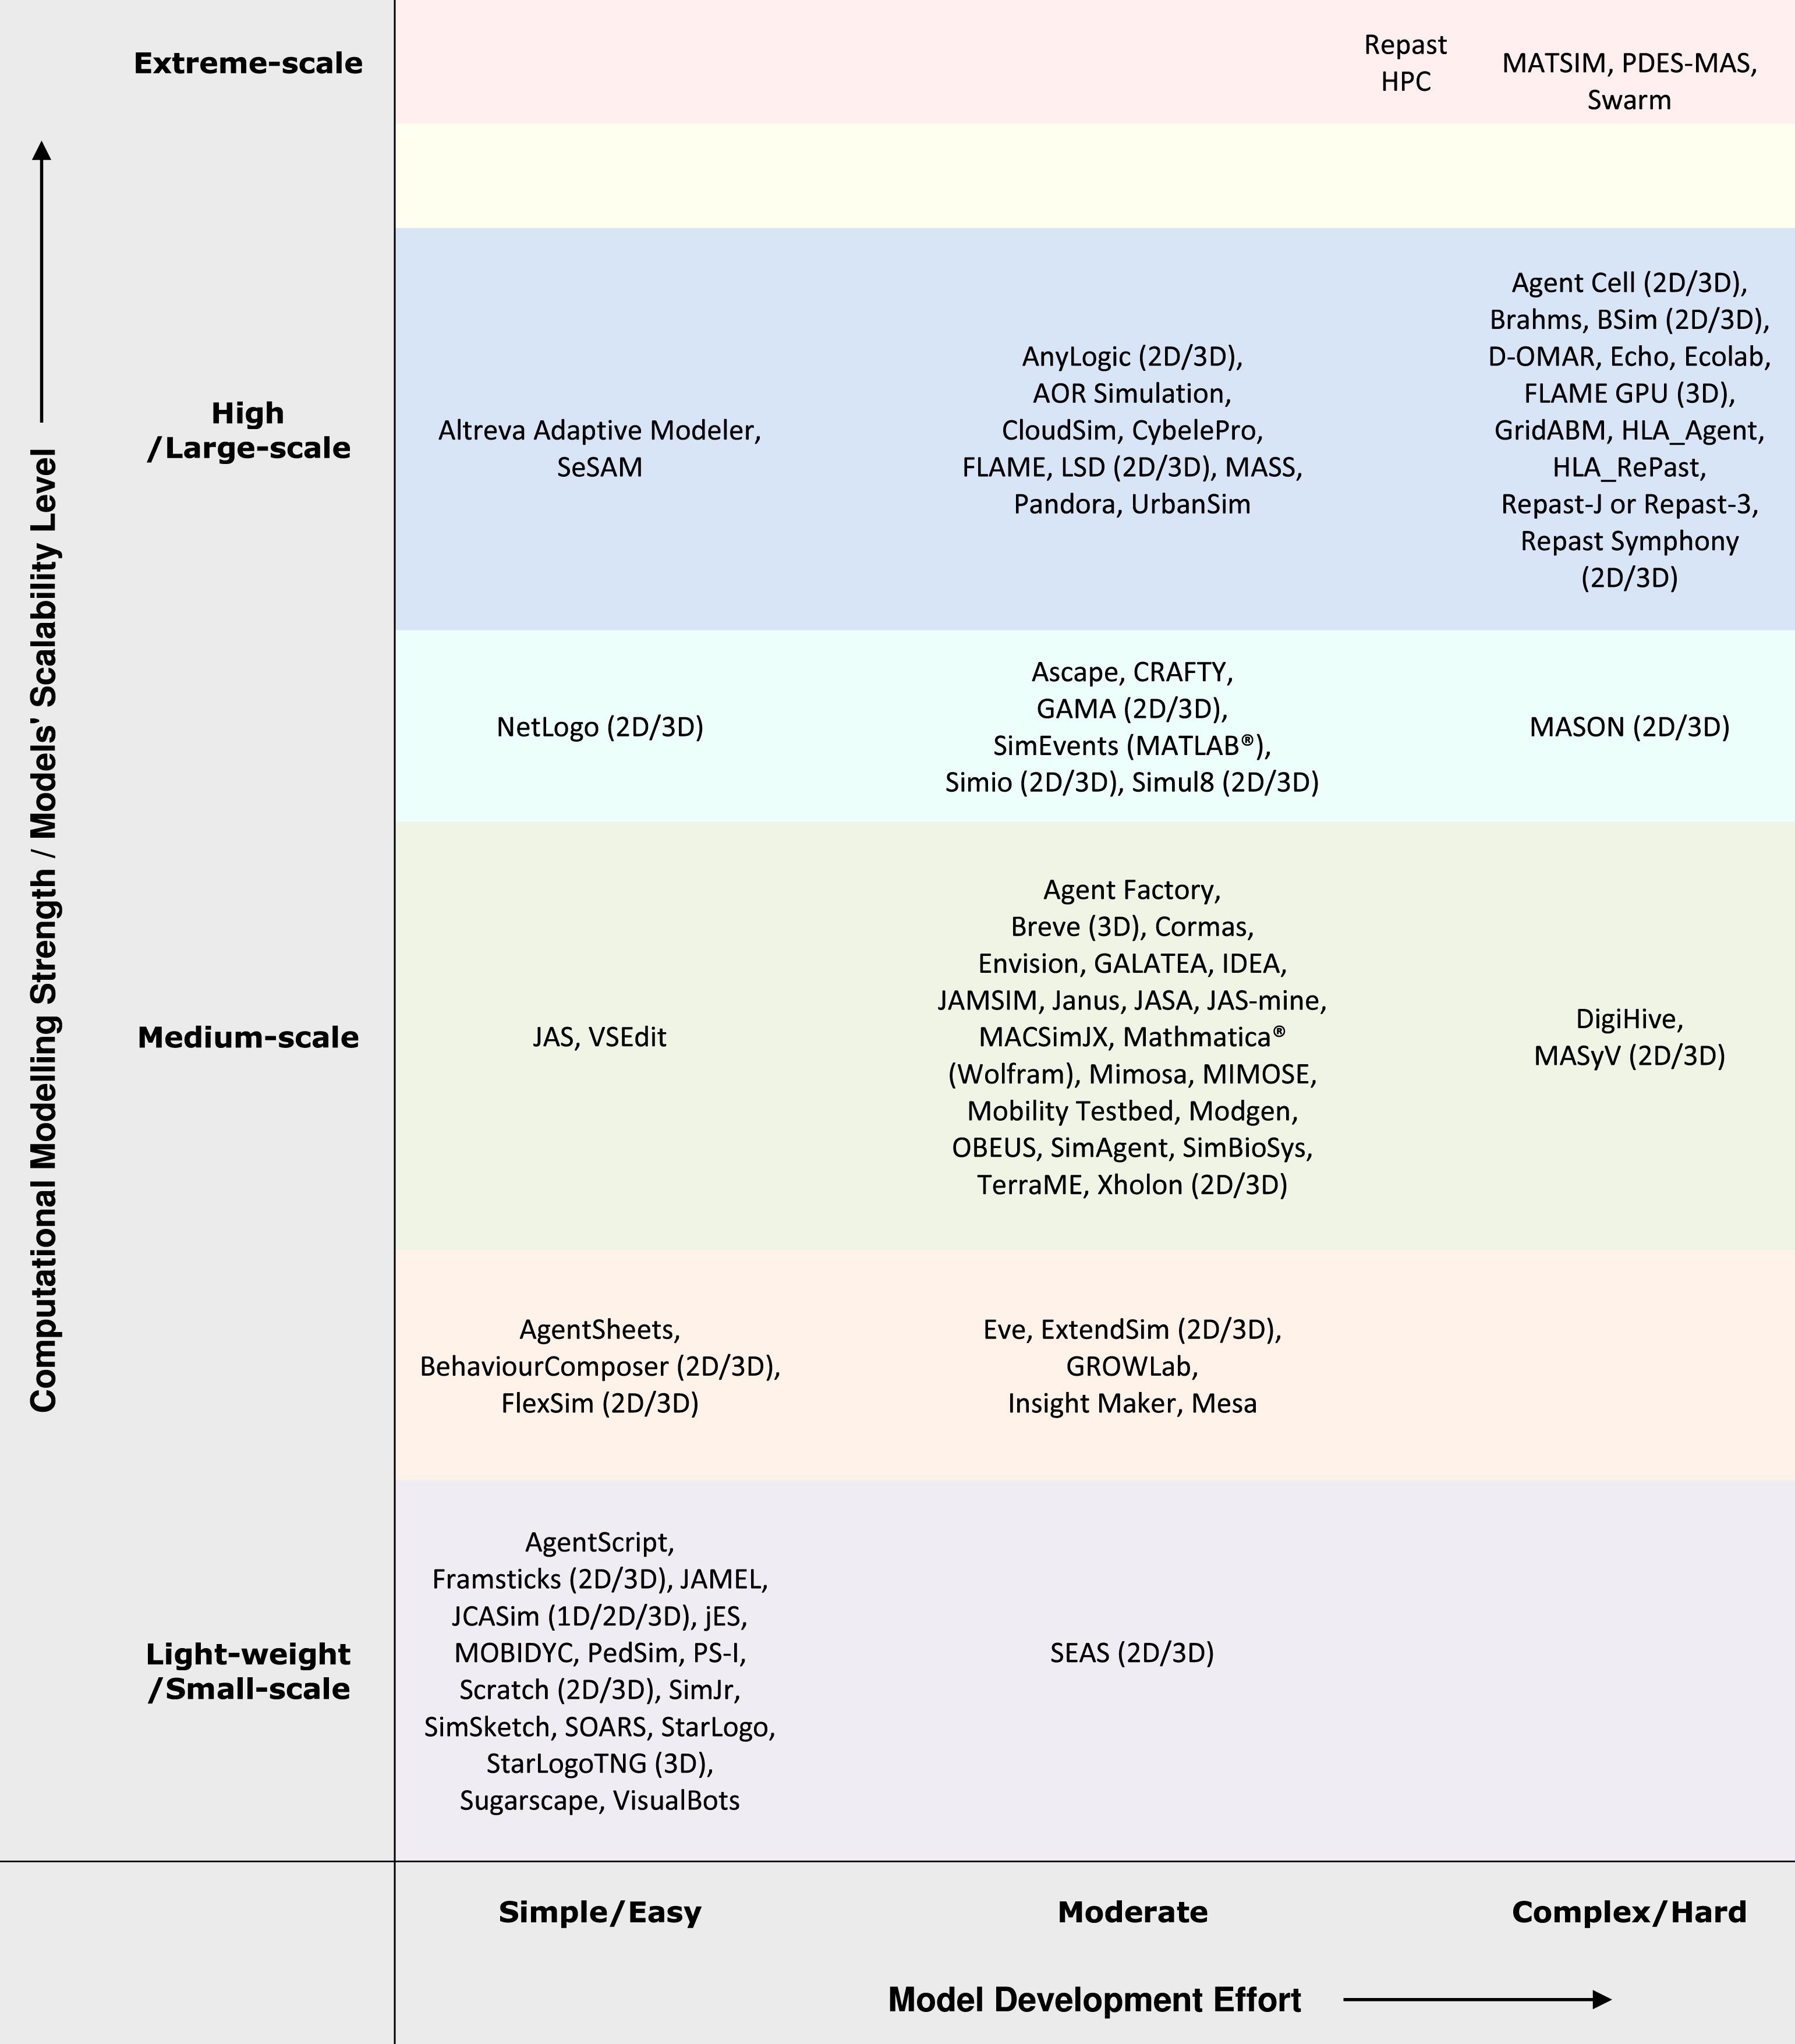 Computational Modelling Strength / Models' Scalability Level
Extreme-scale
Repast
HPC
MATSIM, PDES-MAS,
Swarm
High
/Large-scale
Altreva Adaptive Modeler,
SeSAM
AnyLogic (2D/3D),
AOR Simulation,
CloudSim, CybelePro,
FLAME, LSD (2D/3D), MASS,
Pandora, UrbanSim
Agent Cell (2D/3D),
Brahms, BSim (2D/3D),
D-OMAR, Echo, Ecolab,
FLAME GPU (3D),
GridABM, HLA_Agent,
HLA_RePast,
Repast-J or Repast-3,
Repast Symphony
(2D/3D)
NetLogo (2D/3D)
Ascape, CRAFTY,
GAMA (2D/3D),
SimEvents (MATLAB®),
Simio (2D/3D), Simul8 (2D/3D)
MASON (2D/3D)
Medium-scale
JAS, VSEdit
Agent Factory,
Breve (3D), Cormas,
Envision, GALATEA, IDEA,
JAMSIM, Janus, JASA, JAS-mine,
MACSimJX, Mathmatica®
(Wolfram), Mimosa, MIMOSE,
Mobility Testbed, Modgen,
OBEUS, SimAgent, SimBioSys,
TerraME, Xholon (2D/3D)
DigiHive,
MASyV (2D/3D)
AgentSheets,
BehaviourComposer (2D/3D),
FlexSim (2D/3D)
Eve, ExtendSim (2D/3D),
GROWLab,
Insight Maker, Mesa
Light-weight
/Small-scale
AgentScript,
Framsticks (2D/3D), JAMEL,
JCASim (1D/2D/3D), jES,
MOBIDYC, PedSim, PS-I,
Scratch (2D/3D), SimJr,
SimSketch, SOARS, StarLogo,
StarLogoTNG (3D),
Sugarscape, VisualBots
SEAS (2D/3D)
Simple/Easy
Moderate
Complex/Hard
Model Development Effort